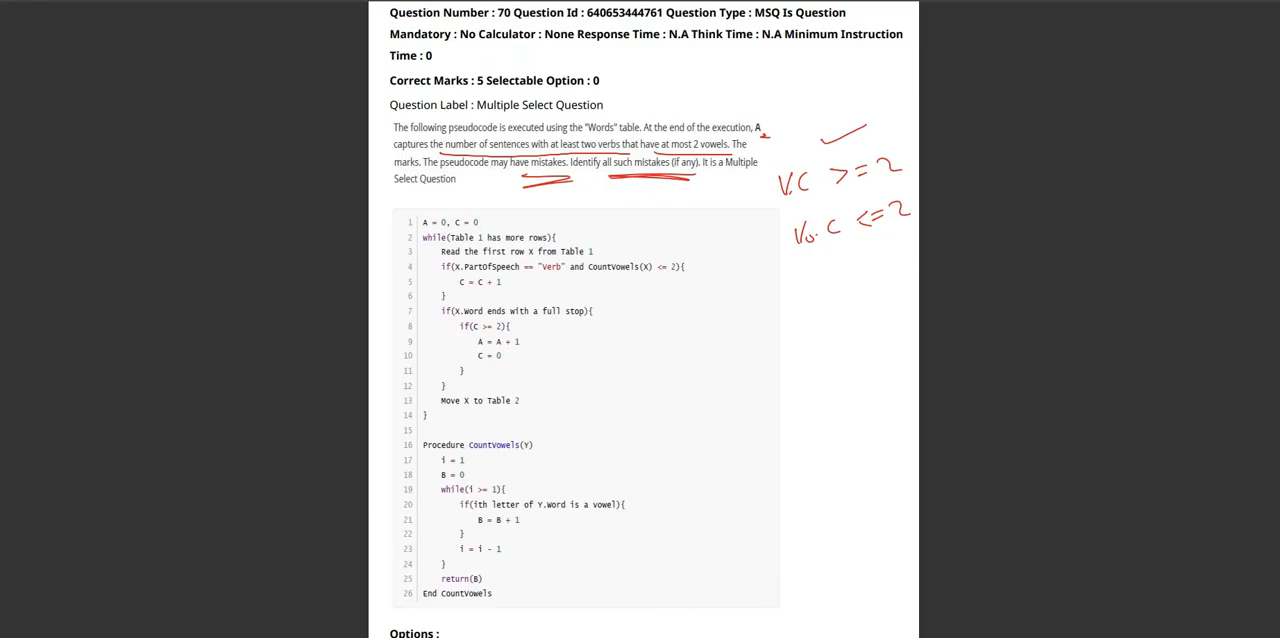 Question Number : 70 Question Id : 640653444761 Question Type : MSQ Is Question
Mandatory : No Calculator : None Response Time : N.A Think Time : N.A Minimum Instruction
Time : 0
Correct Marks : 5 Selectable Option : 0
Question Label : Multiple Select Question
The following pseudocode is executed using the "Words" table. At the end of the execution, A
captures the number of sentences with at least two verbs that have at most 2 vowels. The
marks. The pseudocode may have mistakes. Identify all such mistakes (if any). It is a Multiple
Select Question
V.C >= 2
Vo. C <= 2
1 A = 0, C = 0
2 while(Table 1 has more rows){
3 Read the first row X from Table 1
4 if(X.PartOfSpeech == "Verb" and CountVowels(X) <= 2){
5 C = C + 1
6 }
7 if(X.Word ends with a full stop){
8 if(C >= 2){
9 A = A + 1
10 C = 0
11 }
12 }
13 Move X to Table 2
14 }
15
16 Procedure CountVowels(Y)
17 i = 1
18 B = 0
19 while(i >= 1){
20 if(ith letter of Y.Word is a vowel){
21 B = B + 1
22 }
23 i = i - 1
24 }
25 return(B)
26 End CountVowels
Options :